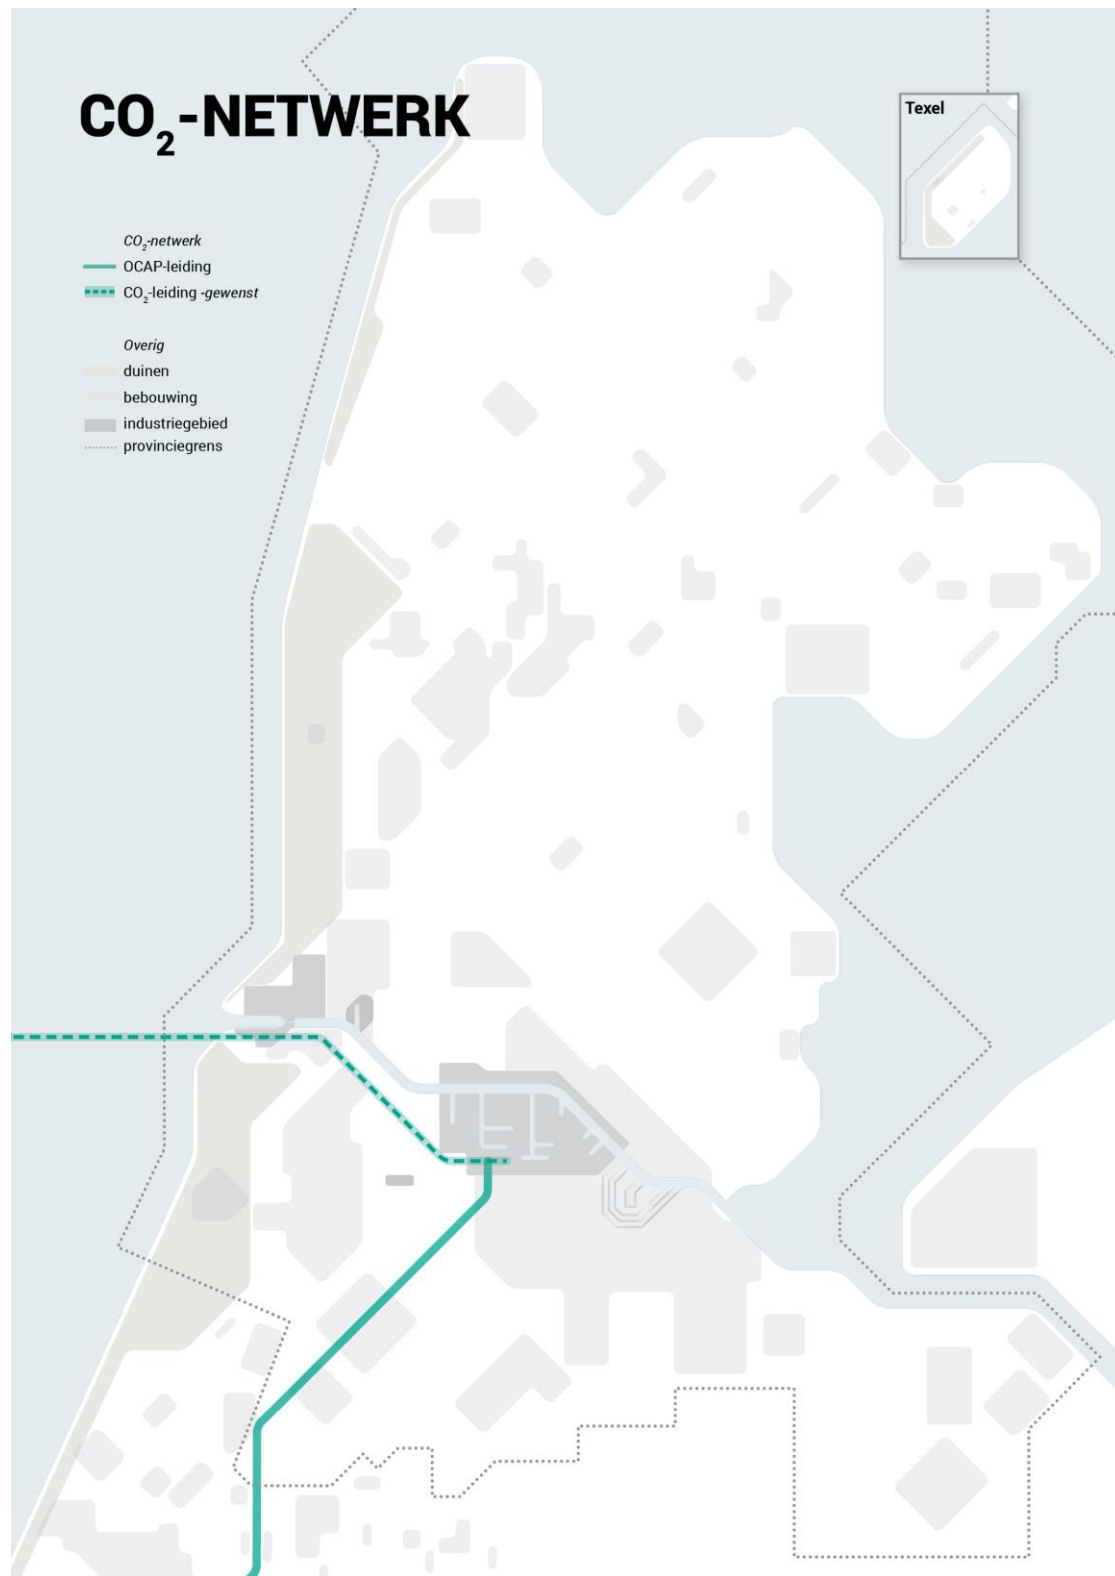 CO₂-NETWERK
Texel
CO₂-netwerk
OCAP-leiding
CO₂-leiding -gewenst
Overig
duinen
bebouwing
industriegebied
provinciegrens